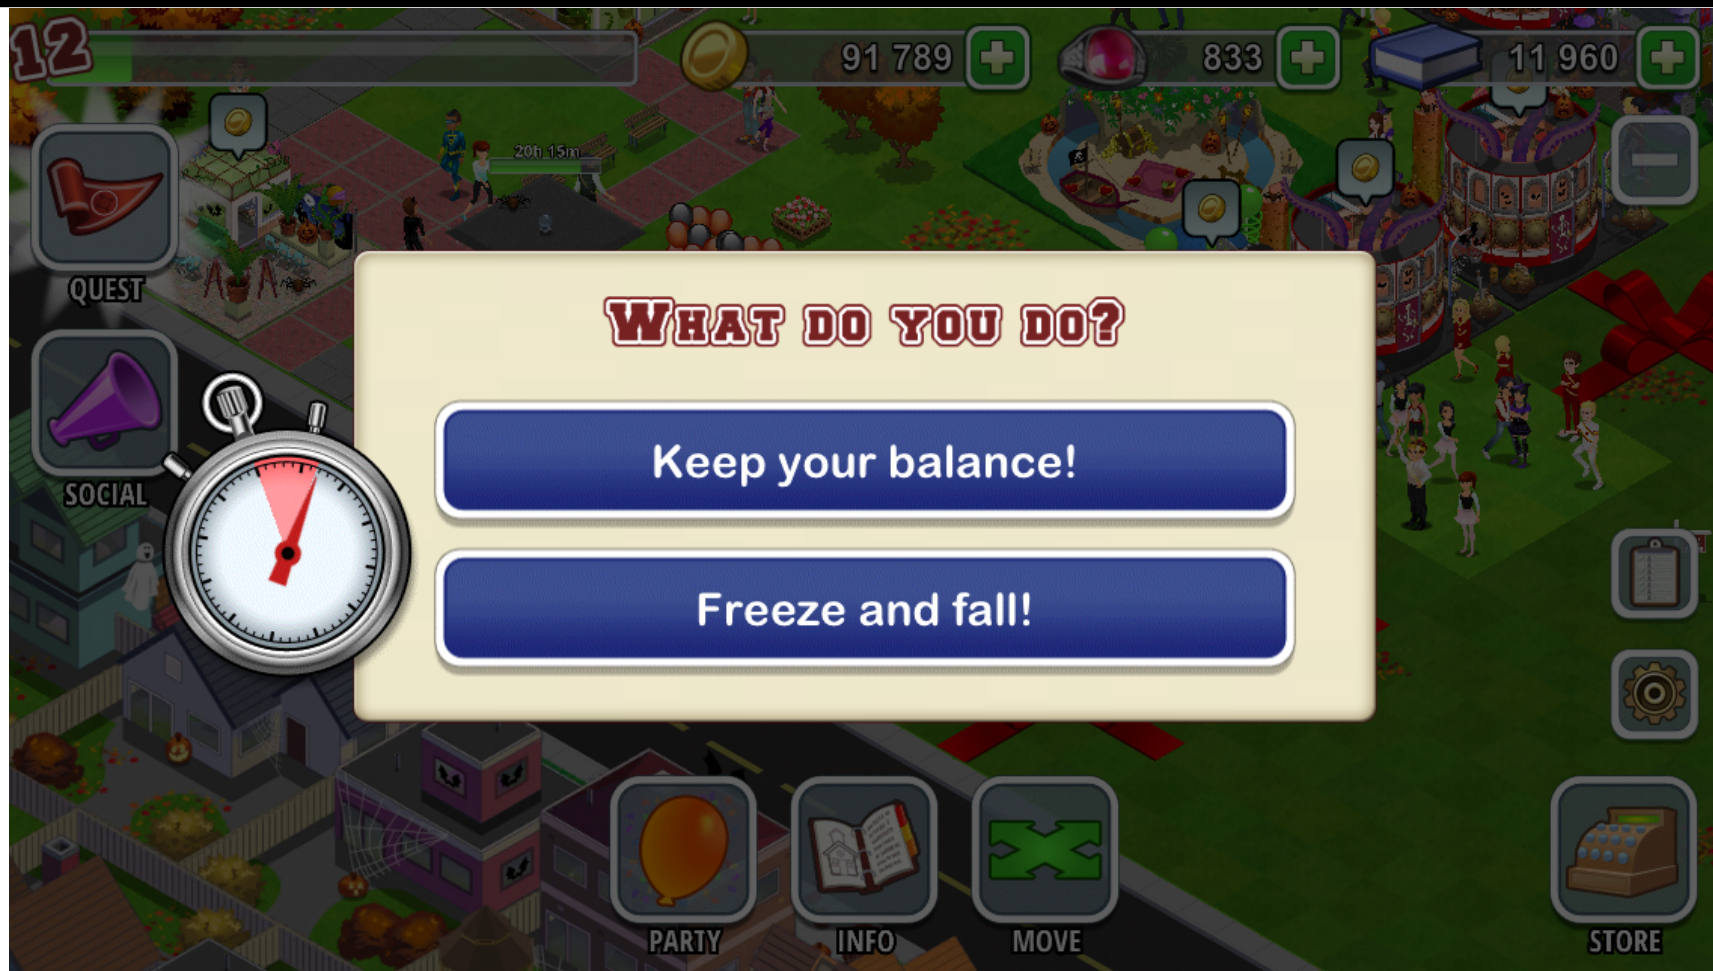 12
91 789
833
11 960
20h 15m
QUEST
WHAT DO YOU DO?
Keep your balance!
SOCIAL
Freeze and fall!
PARTY
INFO
MOVE
STORE